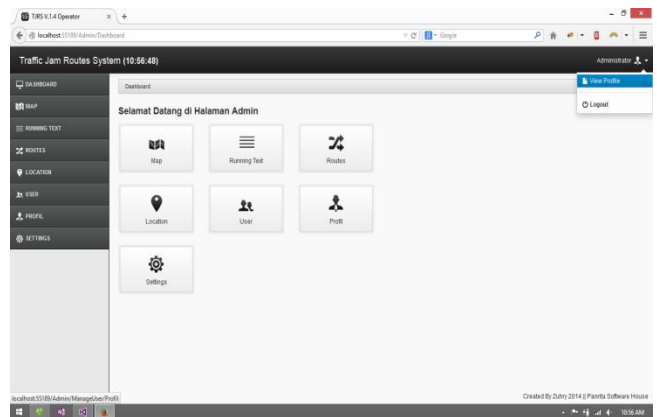 TJRS V.1.4 Operator
localhost:55189/Admin/Dashboard
Google
Traffic Jam Routes System (10:56:48)
Administrator
View Profile
Logout
DASHBOARD
MAP
RUNNING TEXT
ROUTES
LOCATION
USER
PROFIL
SETTINGS
Dashboard
Selamat Datang di Halaman Admin
Map
Running Text
Routes
Location
User
Profil
Settings
localhost:55189/Admin/ManageUser/Profil
Created By Zuhry 2014 || Panrita Software House
10:56 AM